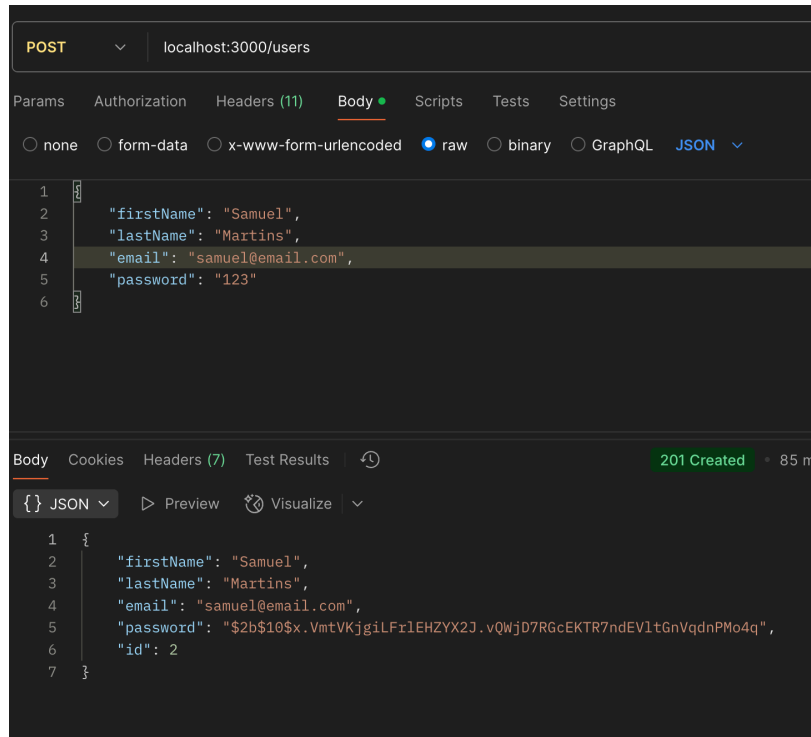 POST localhost:3000/users
Params Authorization Headers (11) Body Scripts Tests Settings
none form-data x-www-form-urlencoded raw binary GraphQL JSON
1 {
2 "firstName": "Samuel",
3 "lastName": "Martins",
4 "email": "samuel@email.com",
5 "password": "123"
6 }
Body Cookies Headers (7) Test Results 201 Created • 85 m
{} JSON Preview Visualize
1 {
2 "firstName": "Samuel",
3 "lastName": "Martins",
4 "email": "samuel@email.com",
5 "password": "$2b$10$x.VmtVKjgiLFrlEHZYX2J.vQWjD7RGcEKTR7ndEVltGnVqdnPMo4q",
6 "id": 2
7 }